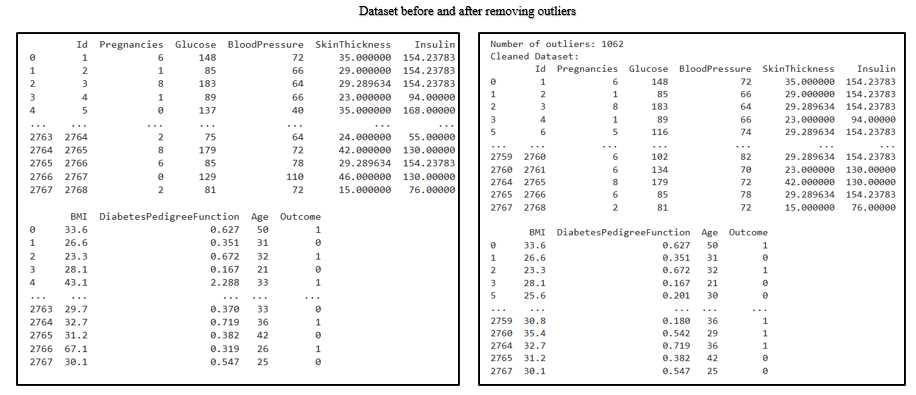 Dataset before and after removing outliers
Id Pregnancies Glucose BloodPressure SkinThickness Insulin
0 1 6 148 72 35.000000 154.23783
1 2 1 85 66 29.000000 154.23783
2 3 8 183 64 29.289634 154.23783
3 4 1 89 66 23.000000 94.00000
4 5 0 137 40 35.000000 168.00000
... ... ... ... ... ... ...
2763 2764 2 75 64 24.000000 55.00000
2764 2765 8 179 72 42.000000 130.00000
2765 2766 6 85 78 29.289634 154.23783
2766 2767 0 129 110 46.000000 130.00000
2767 2768 2 81 72 15.000000 76.00000
BMI DiabetesPedigreeFunction Age Outcome
0 33.6 0.627 50 1
1 26.6 0.351 31 0
2 23.3 0.672 32 1
3 28.1 0.167 21 0
4 43.1 2.288 33 1
... ... ... ... ...
2763 29.7 0.370 33 0
2764 32.7 0.719 36 1
2765 31.2 0.382 42 0
2766 67.1 0.319 26 1
2767 30.1 0.547 25 0
Number of outliers: 1062
Cleaned Dataset:
Id Pregnancies Glucose BloodPressure SkinThickness Insulin
0 1 6 148 72 35.000000 154.23783
1 2 1 85 66 29.000000 154.23783
2 3 8 183 64 29.289634 154.23783
3 4 1 89 66 23.000000 94.00000
5 6 5 116 74 29.289634 154.23783
... ... ... ... ... ... ...
2759 2760 6 102 82 29.289634 154.23783
2760 2761 6 134 70 23.000000 130.00000
2764 2765 8 179 72 42.000000 130.00000
2765 2766 6 85 78 29.289634 154.23783
2767 2768 2 81 72 15.000000 76.00000
BMI DiabetesPedigreeFunction Age Outcome
0 33.6 0.627 50 1
1 26.6 0.351 31 0
2 23.3 0.672 32 1
3 28.1 0.167 21 0
5 25.6 0.201 30 0
... ... ... ... ...
2759 30.8 0.180 36 1
2760 35.4 0.542 29 1
2764 32.7 0.719 36 1
2765 31.2 0.382 42 0
2767 30.1 0.547 25 0